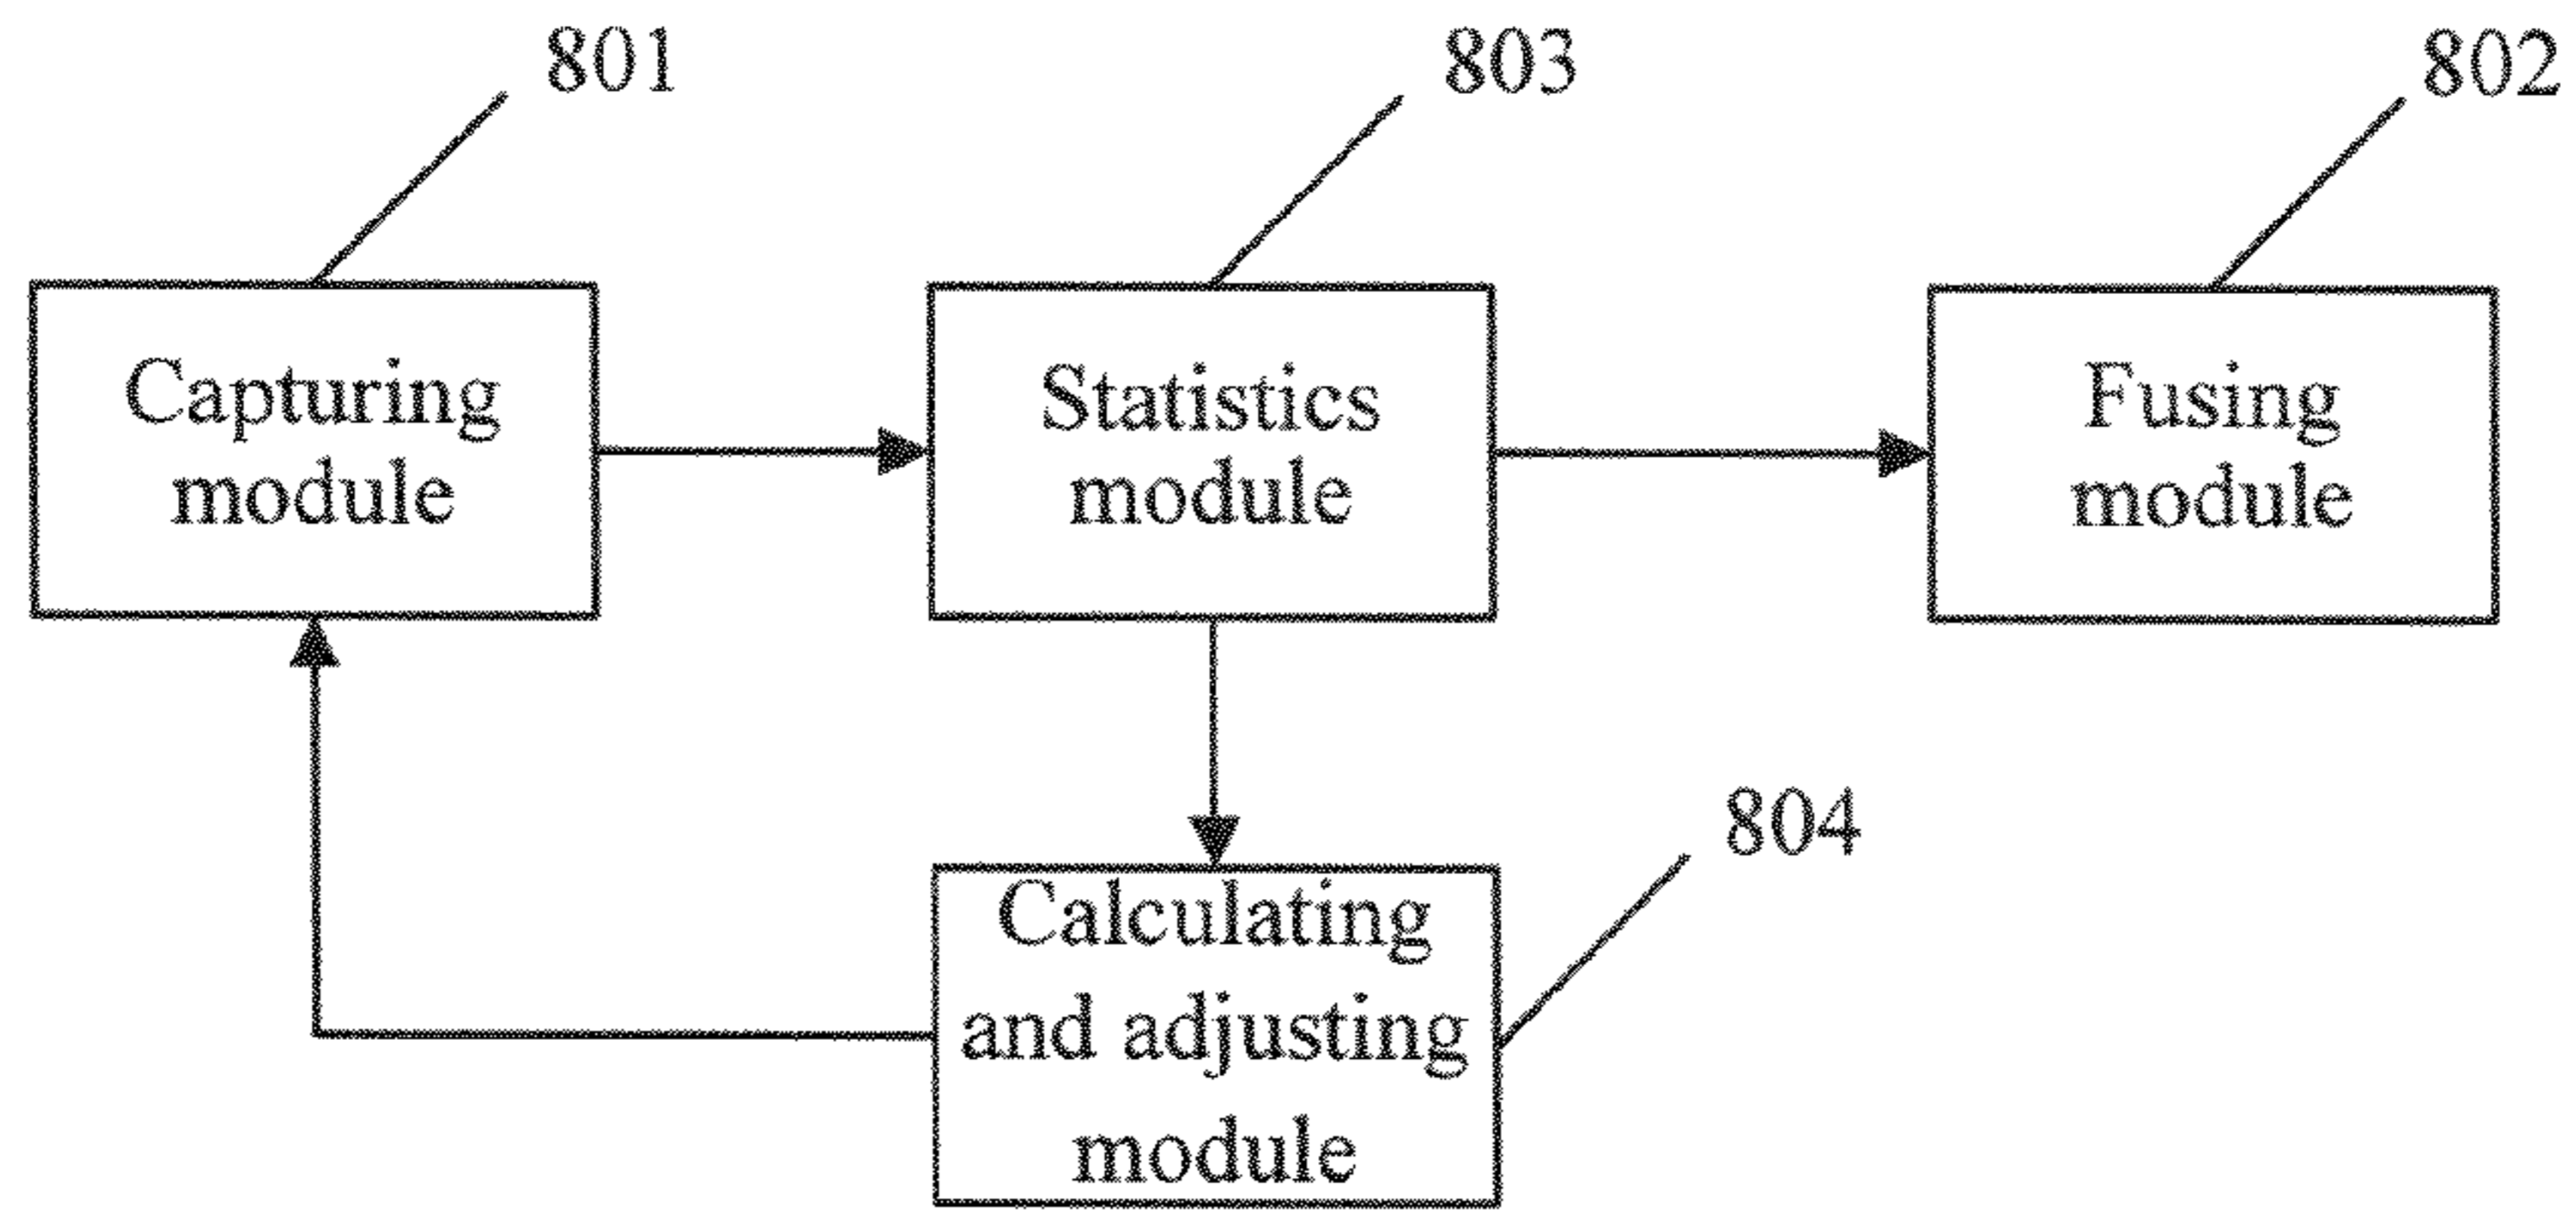 801
803
802
Capturing
module
Statistics
module
Fusing
module
804
Calculating
and adjusting
module